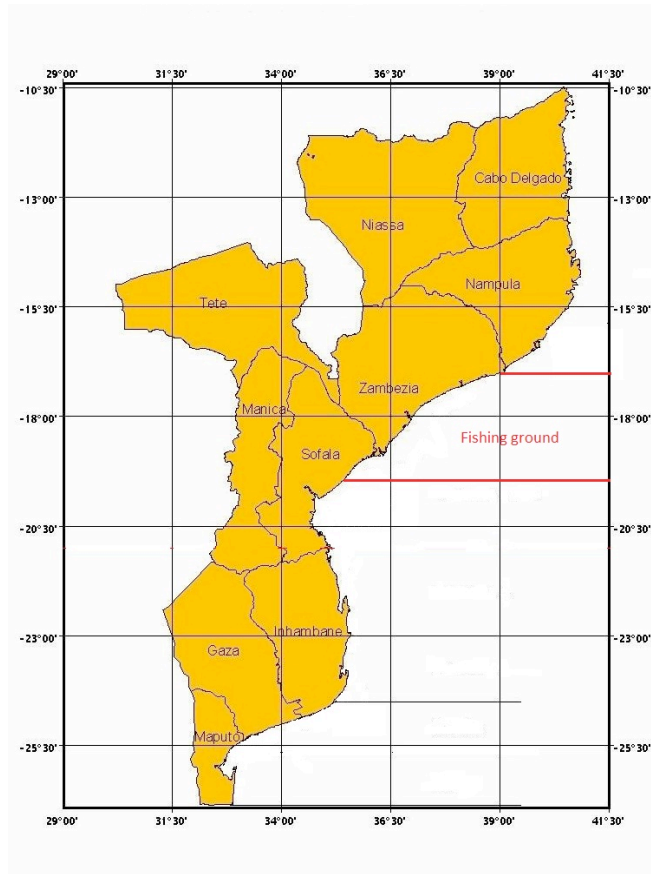 29°00' 31°30' 34°00' 36°30' 39°00' 41°30'
-10°30' -10°30'
Cabo Delgado
-13°00' -13°00'
Niassa
Nampula
Tete
-15°30' -15°30'
Zambezia
Manica
-18°00' -18°00'
Fishing ground
Sofala
-20°30' -20°30'
Inhambane
-23°00' -23°00'
Gaza
Maputo
-25°30' -25°30'
29°00' 31°30' 34°00' 36°30' 39°00' 41°30'